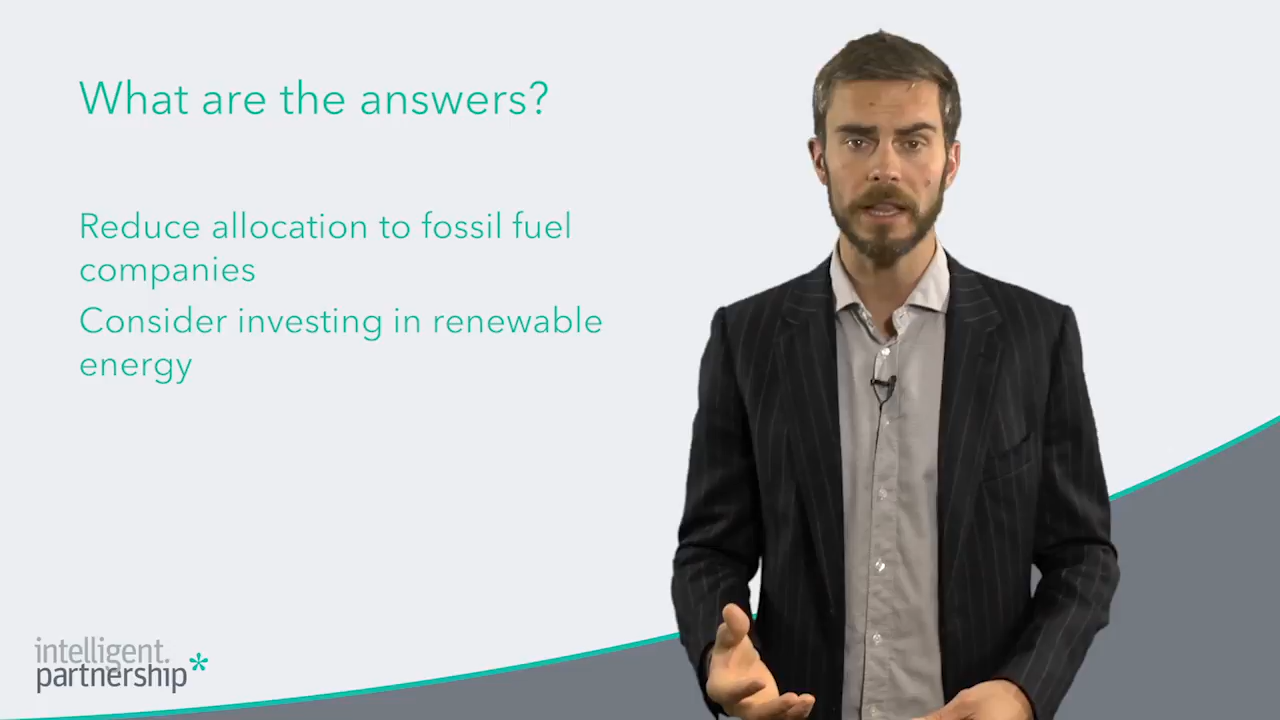 What are the answers?
Reduce allocation to fossil fuel
companies
Consider investing in renewable
energy
intelligent.
partnership*